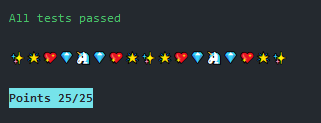 All tests passed
✨⭐💖💎🦄💎💖⭐✨⭐💖💎🦄💎💖⭐✨
Points 25/25